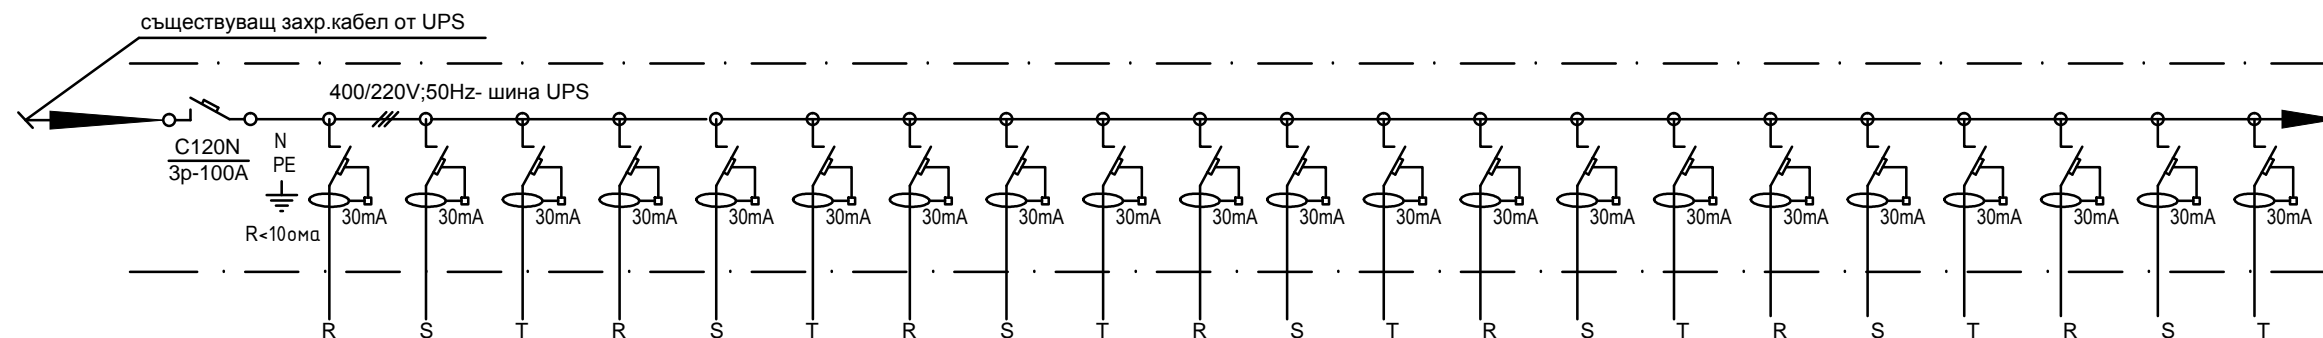 съществуващ захр.кабел от UPS
400/220V;50Hz- шина UPS
C120N
3p-100A
N
PE
R<10ома
30mA 30mA 30mA 30mA 30mA 30mA 30mA 30mA 30mA 30mA 30mA 30mA 30mA 30mA 30mA 30mA 30mA 30mA 30mA 30mA 30mA
R S T R S T R S T R S T R S T R S T R S T